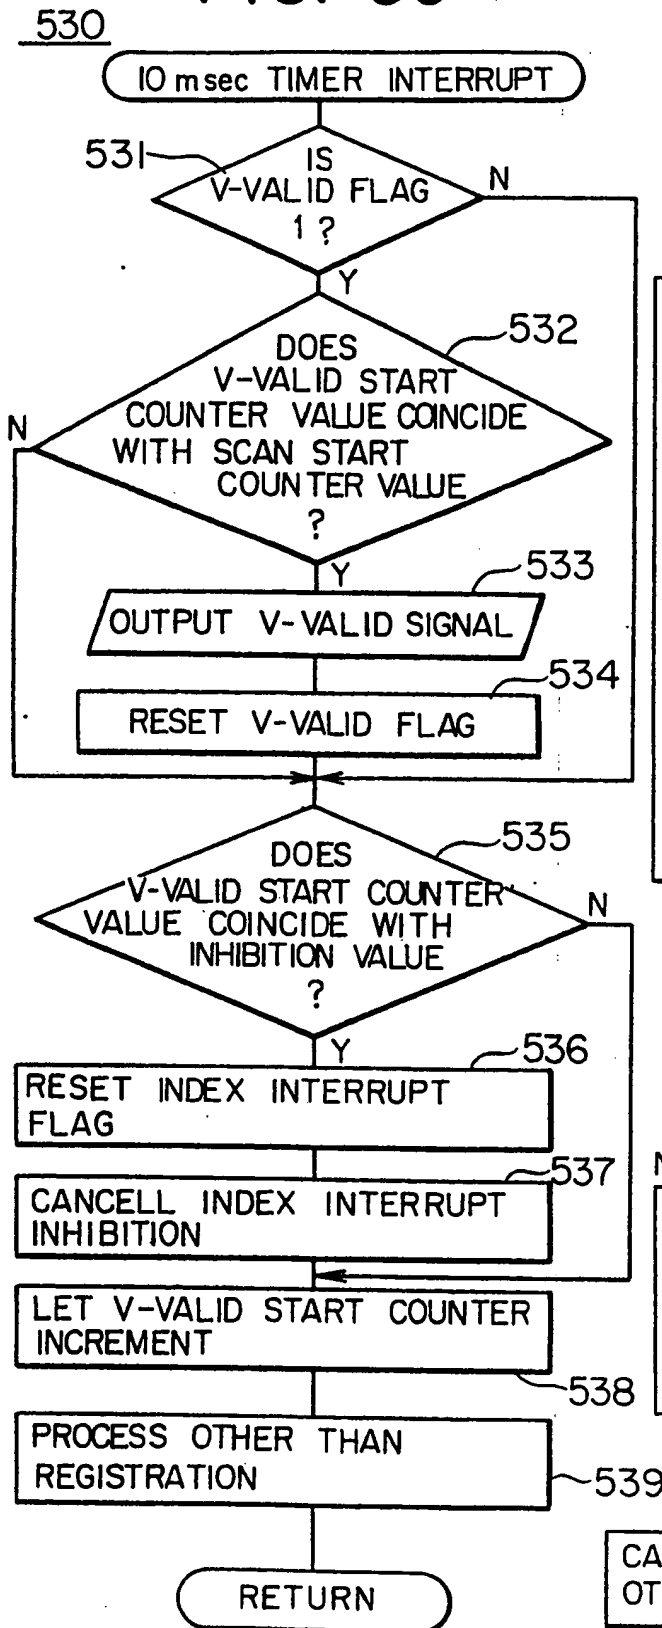 530
10 msec TIMER INTERRUPT
531
IS
V-VALID FLAG
1 ?
N
Y
532
DOES
V-VALID START
COUNTER VALUE COINCIDE
WITH SCAN START
COUNTER VALUE
?
N
Y
533
OUTPUT V-VALID SIGNAL
534
RESET V-VALID FLAG
535
DOES
V-VALID START COUNTER
VALUE COINCIDE WITH
INHIBITION VALUE
?
N
Y
536
RESET INDEX INTERRUPT
FLAG
537
CANCELL INDEX INTERRUPT
INHIBITION
LET V-VALID START COUNTER
INCREMENT
538
PROCESS OTHER THAN
REGISTRATION
539
CA
OT
RETURN